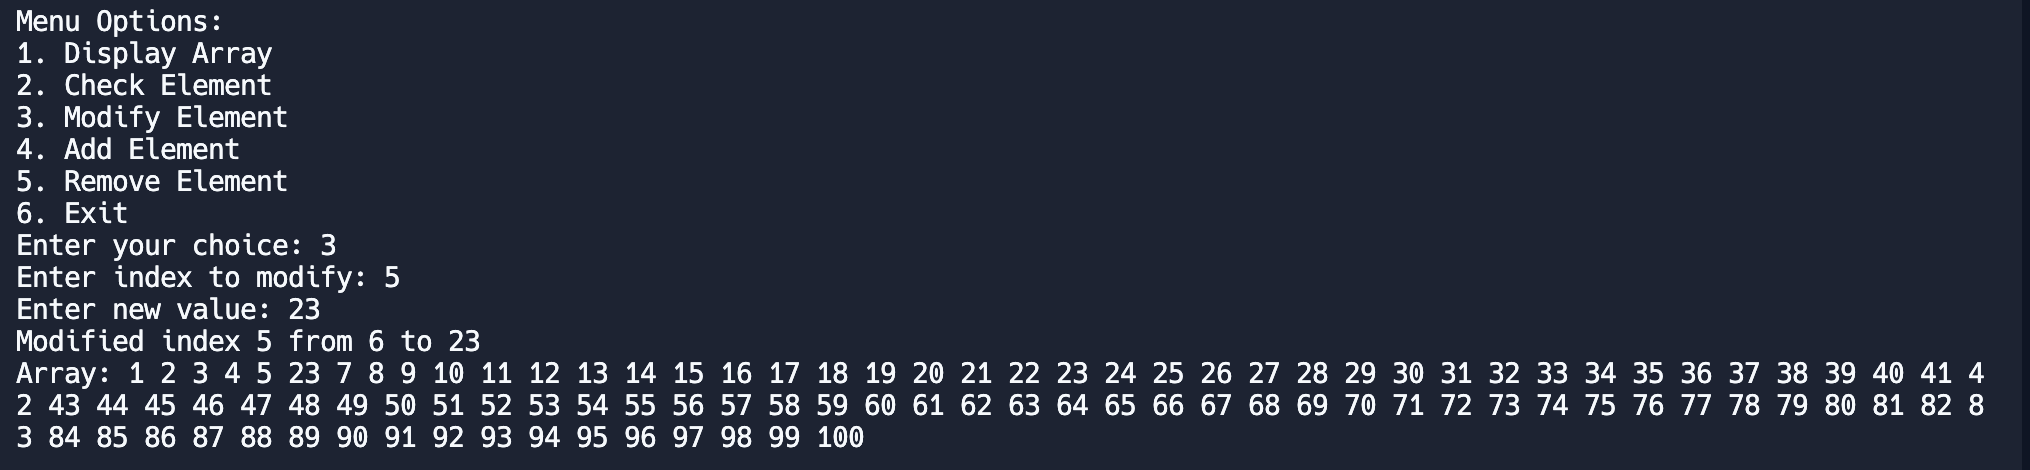 Menu Options:
1. Display Array
2. Check Element
3. Modify Element
4. Add Element
5. Remove Element
6. Exit
Enter your choice: 3
Enter index to modify: 5
Enter new value: 23
Modified index 5 from 6 to 23
Array: 1 2 3 4 5 23 7 8 9 10 11 12 13 14 15 16 17 18 19 20 21 22 23 24 25 26 27 28 29 30 31 32 33 34 35 36 37 38 39 40 41 4
2 43 44 45 46 47 48 49 50 51 52 53 54 55 56 57 58 59 60 61 62 63 64 65 66 67 68 69 70 71 72 73 74 75 76 77 78 79 80 81 82 8
3 84 85 86 87 88 89 90 91 92 93 94 95 96 97 98 99 100